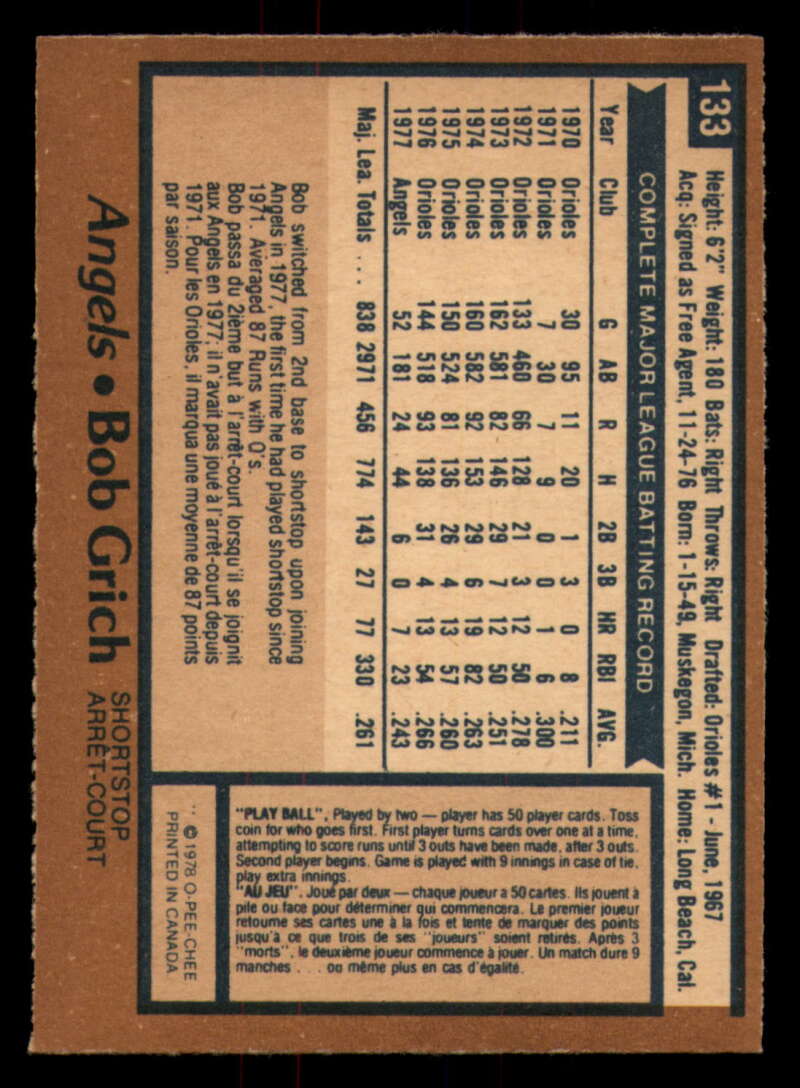 133
Height: 6'2" Weight: 180 Bats: Right Throws: Right Drafted: Orioles #1 - June, 1967
Acq: Signed as Free Agent, 11-24-76 Born: 1-15-49, Muskegon, Mich. Home: Long Beach, Cal.
COMPLETE MAJOR LEAGUE BATTING RECORD
Year Club G AB R H 2B 3B HR RBI AVG.
1970 Orioles 30 95 11 20 1 3 0 8 .211
1971 Orioles 7 30 7 9 0 0 1 6 .300
1972 Orioles 133 460 66 128 21 3 12 50 .278
1973 Orioles 162 581 82 146 29 7 12 50 .251
1974 Orioles 160 582 92 153 29 6 19 82 .263
1975 Orioles 150 524 81 136 26 4 13 57 .260
1976 Orioles 144 518 93 138 31 4 13 54 .266
1977 Angels 52 181 24 44 6 0 7 23 .243
Maj. Lea. Totals . . . 838 2971 456 774 143 27 77 330 .261
Bob switched from 2nd base to shortstop upon joining
Angels in 1977, the first time he had played shortstop since
1971. Averaged 87 Runs with O's.
Bob passa du 2ième but à l'arrêt-court lorsqu'il se joignit
aux Angels en 1977; il n'avait pas joué à l'arrêt-court depuis
1971. Pour les Orioles, il marqua une moyenne de 87 points
par saison.
"PLAY BALL", Played by two — player has 50 player cards. Toss
coin for who goes first. First player turns cards over one at a time,
attempting to score runs until 3 outs have been made, after 3 outs.
Second player begins. Game is played with 9 innings in case of tie,
play extra innings.
"AU JEU". Joué par deux — chaque joueur a 50 cartes. Ils jouent à
pile ou face pour déterminer qui commencera. Le premier joueur
retourne ses cartes une à la fois et tente de marquer des points
jusqu'à ce que trois de ses "joueurs" soient retirés. Après 3
"morts", le deuxième joueur commence à jouer. Un match dure 9
manches . . . ou même plus en cas d'égalité.
** © 1978 O-PEE-CHEE
PRINTED IN CANADA
Angels • Bob Grich
SHORTSTOP
ARRÊT-COURT